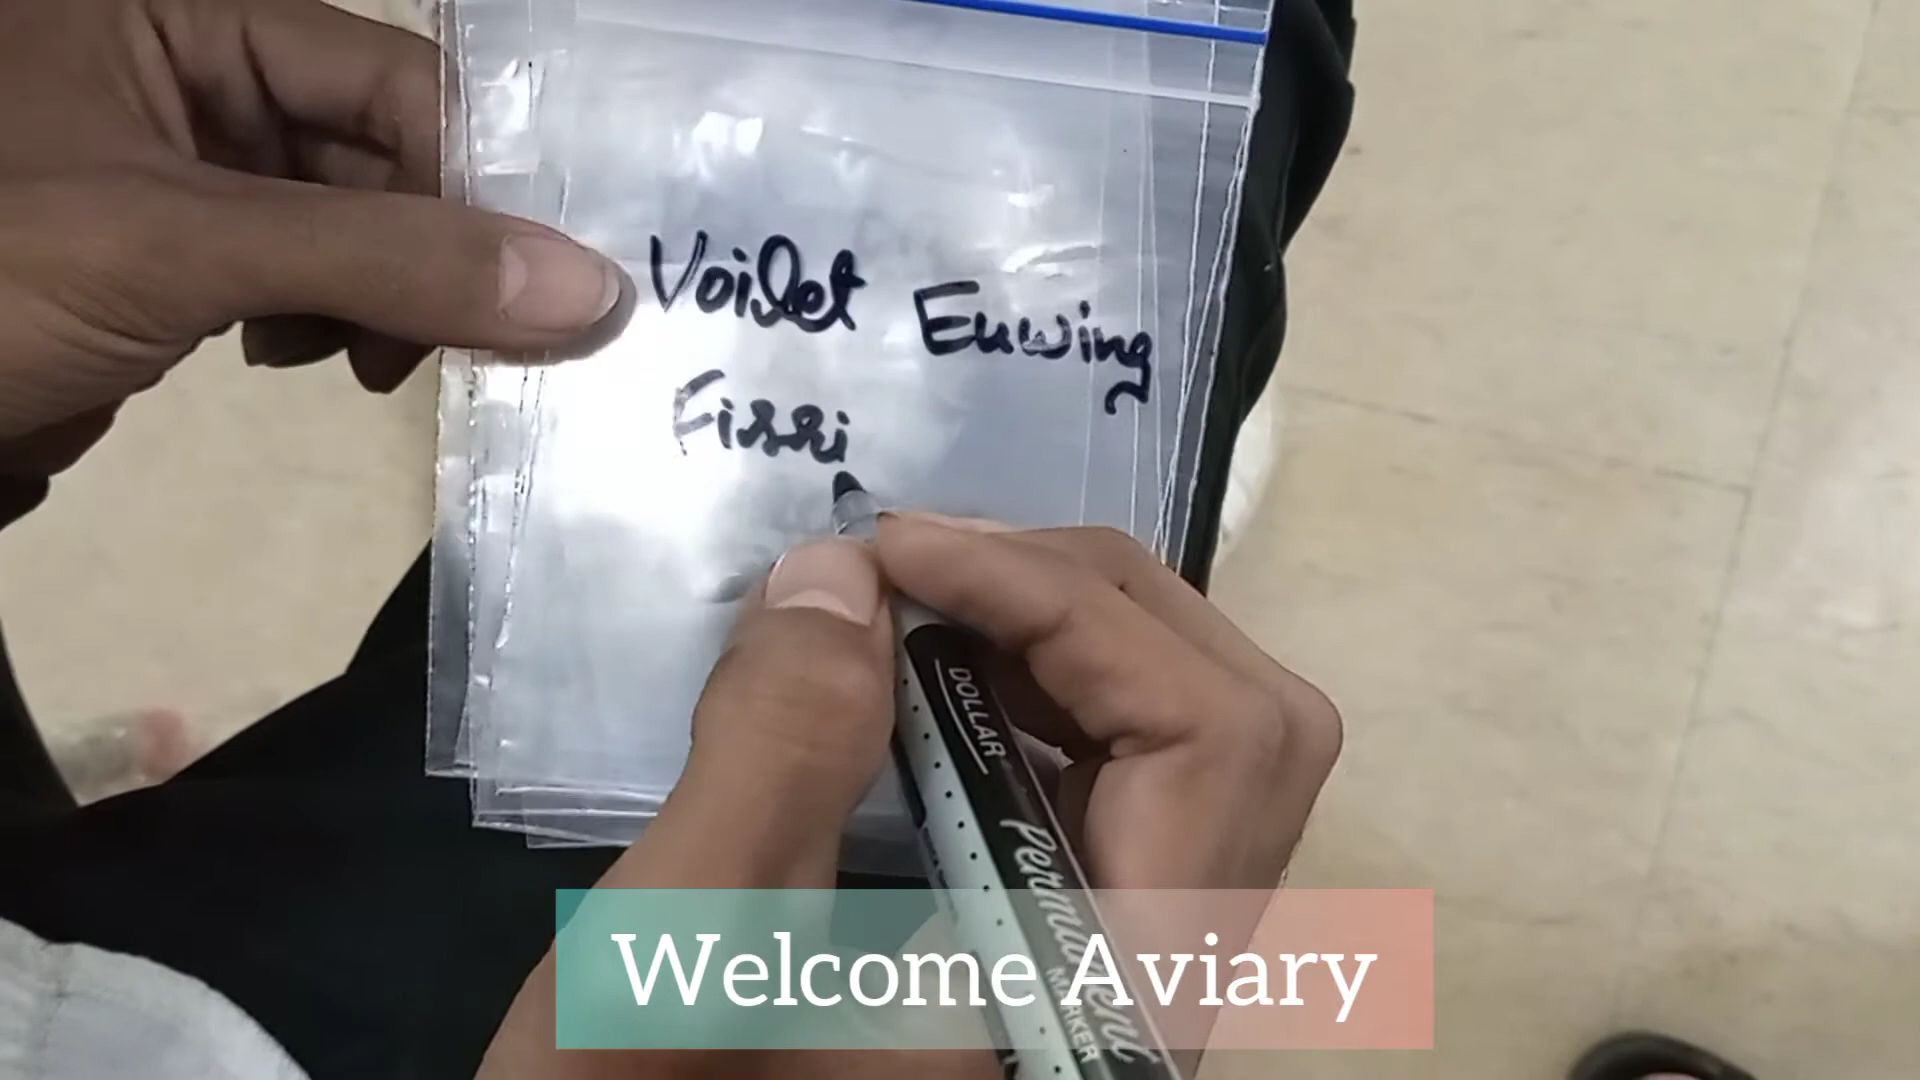 Voilet Euwing
Fissi
DOLLAR
Permanent
MARKER
Welcome Aviary